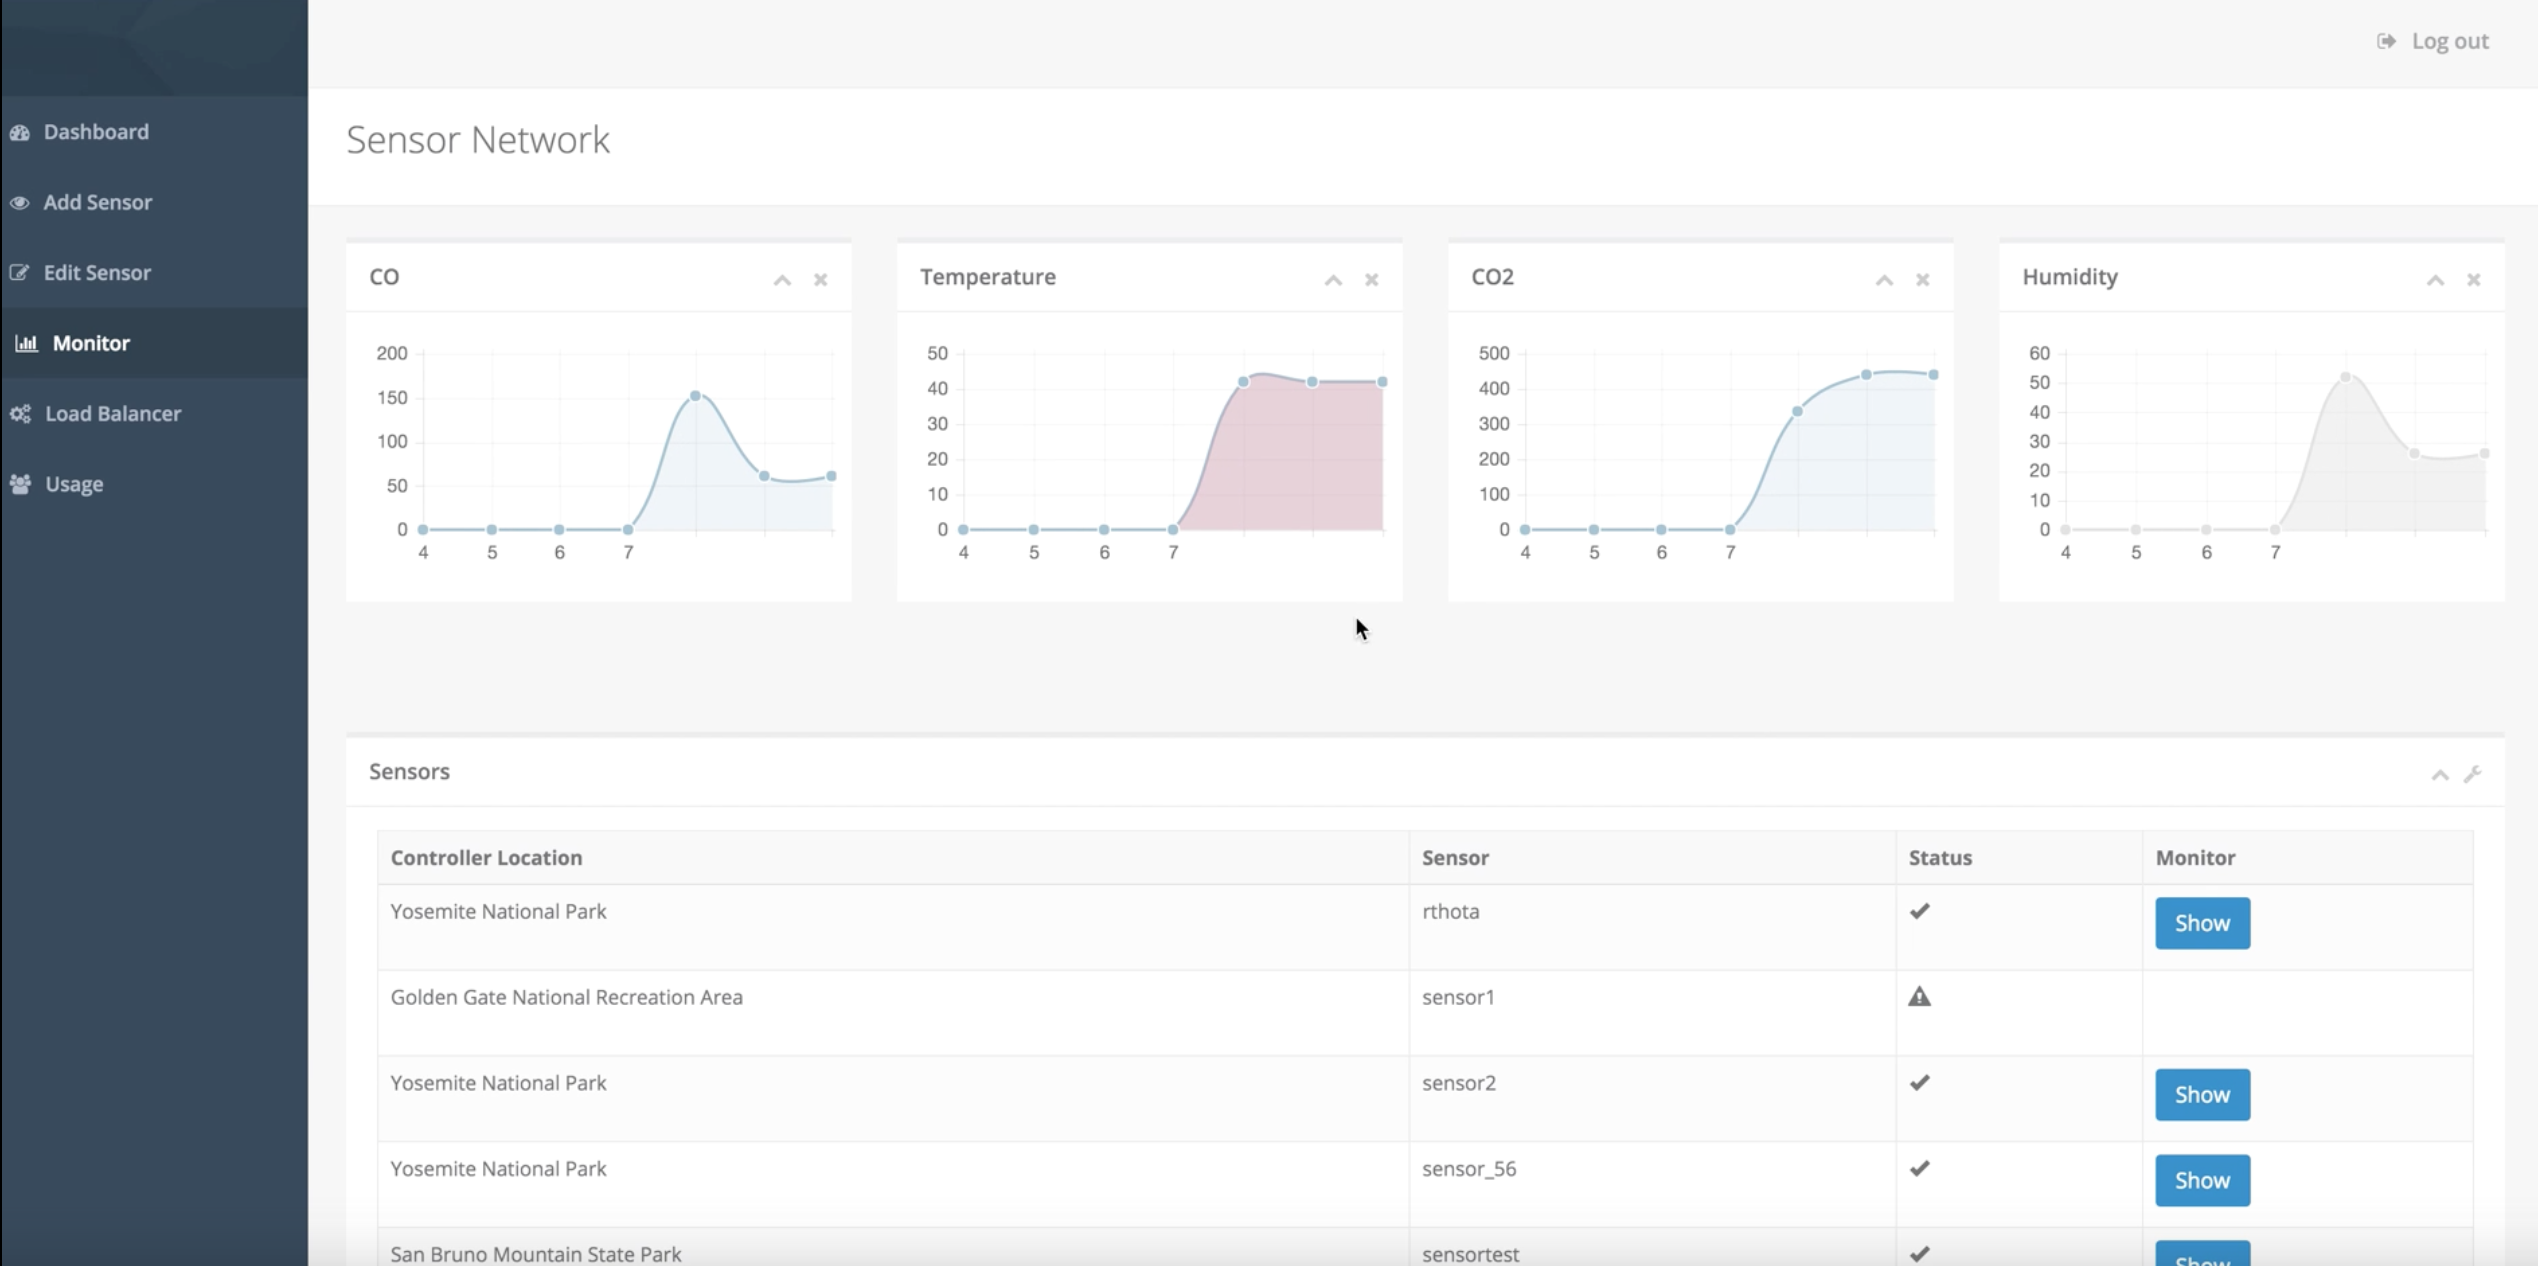 Log out
Dashboard
Add Sensor
Edit Sensor
Monitor
Load Balancer
Usage
Sensor Network
CO
200
150
100
50
0
4 5 6 7
Temperature
50
40
30
20
10
0
4 5 6 7
CO2
500
400
300
200
100
0
4 5 6 7
Humidity
60
50
40
30
20
10
0
4 5 6 7
Sensors
Controller Location Sensor Status Monitor
Yosemite National Park rthota Show
Golden Gate National Recreation Area sensor1
Yosemite National Park sensor2 Show
Yosemite National Park sensor_56 Show
San Bruno Mountain State Park sensortest Show